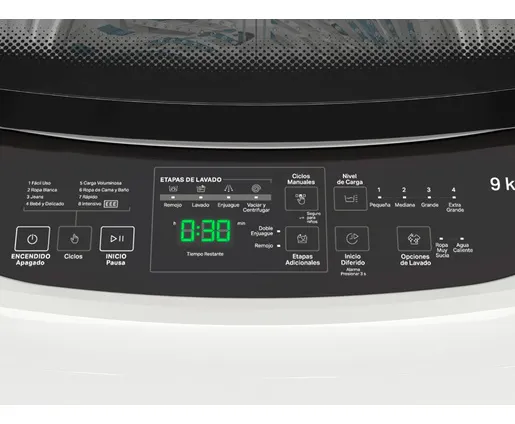 1 Fácil Uso
2 Ropa Blanca
3 Jeans
4 Bebé y Delicado
5 Carga Voluminosa
6 Ropa de Cama y Baño
7 Rápido
8 Intensivo EEE
ENCENDIDO
Apagado
Ciclos
INICIO
Pausa
ETAPAS DE LAVADO
Remojo Lavado Enjuague Vaciar y
Centrifugar
h 0:30 min
Tiempo Restante
Doble
Enjuague
Remojo
Ciclos
Manuales
Seguro
para
niños
Etapas
Adicionales
Nivel
de Carga
1 2 3 4
Pequeña Mediana Grande Extra
Grande
Inicio
Diferido
Alarma
Presionar 3 s
Opciones
de Lavado
Ropa
Muy
Sucia
Agua
Caliente
9 k